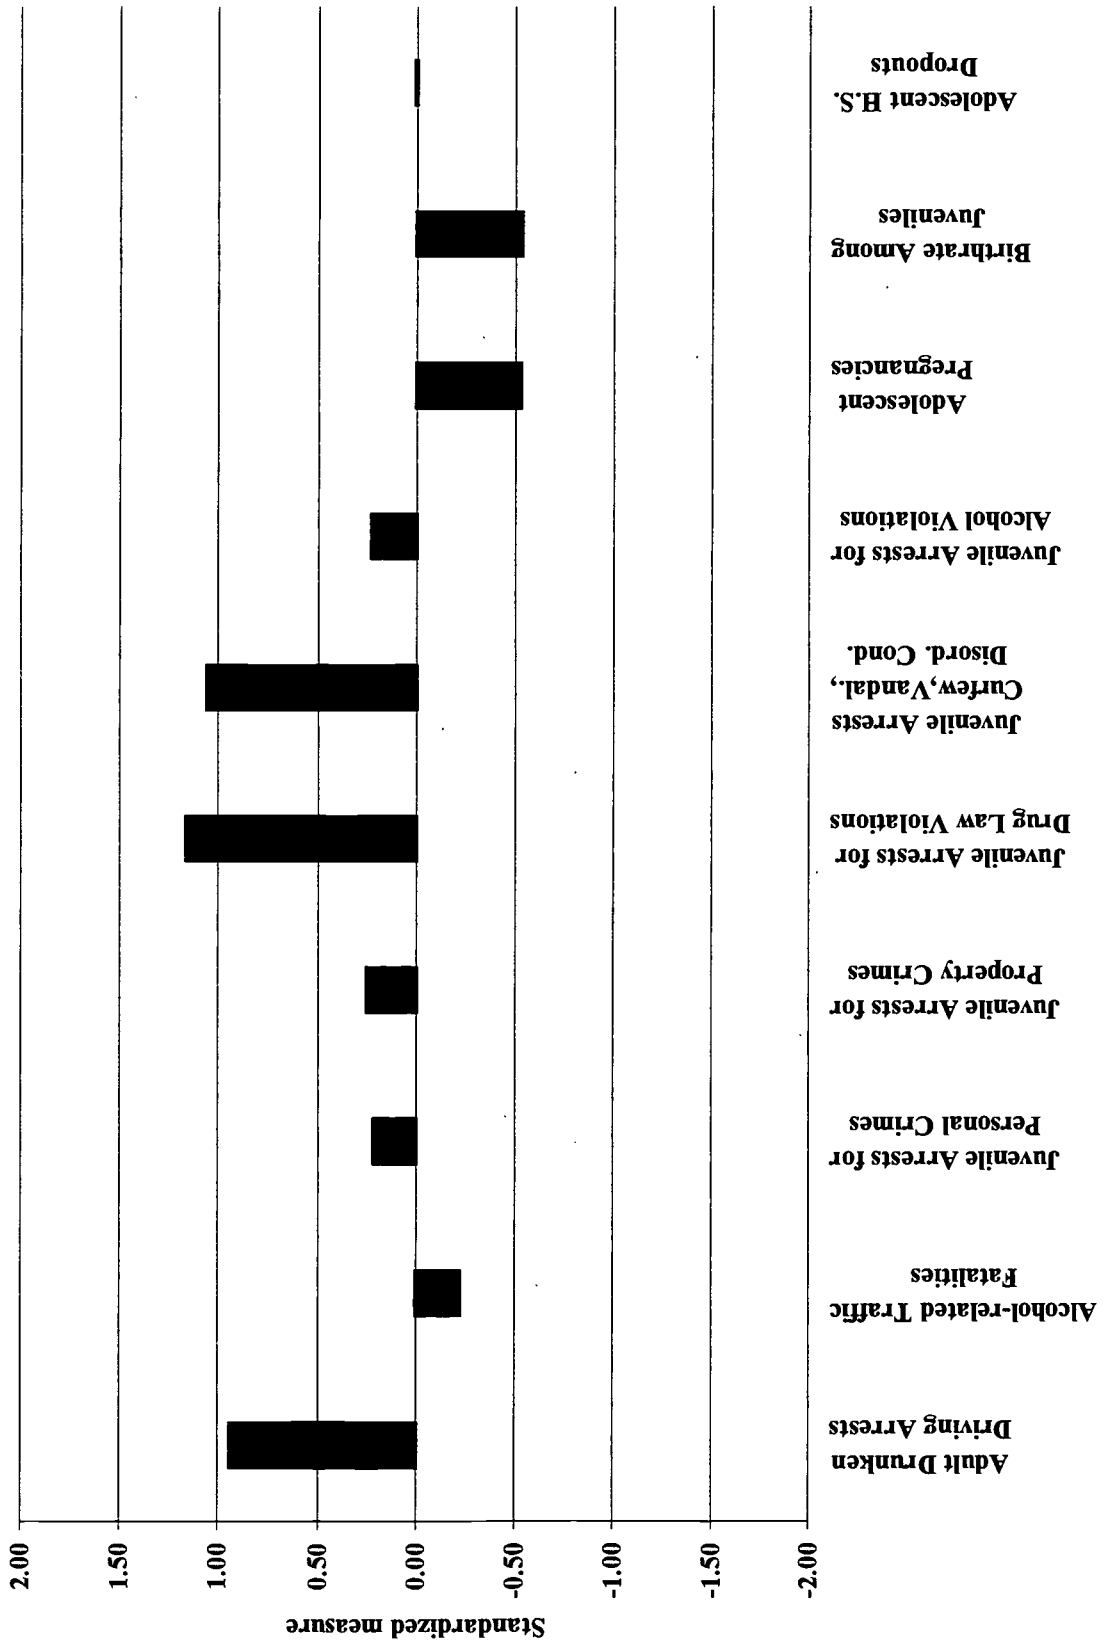 Standardized measure
2.00
1.50
1.00
0.50
0.00
-0.50
-1.00
-1.50
-2.00
Adult Drunken
Driving Arrests
Alcohol-related Traffic
Fatalities
Juvenile Arrests for
Personal Crimes
Juvenile Arrests for
Property Crimes
Juvenile Arrests for
Drug Law Violations
Juvenile Arrests
Curfew,Vandal.,
Disord. Cond.
Juvenile Arrests for
Alcohol Violations
Adolescent
Pregnancies
Birthrate Among
Juveniles
Adolescent H.S.
Dropouts